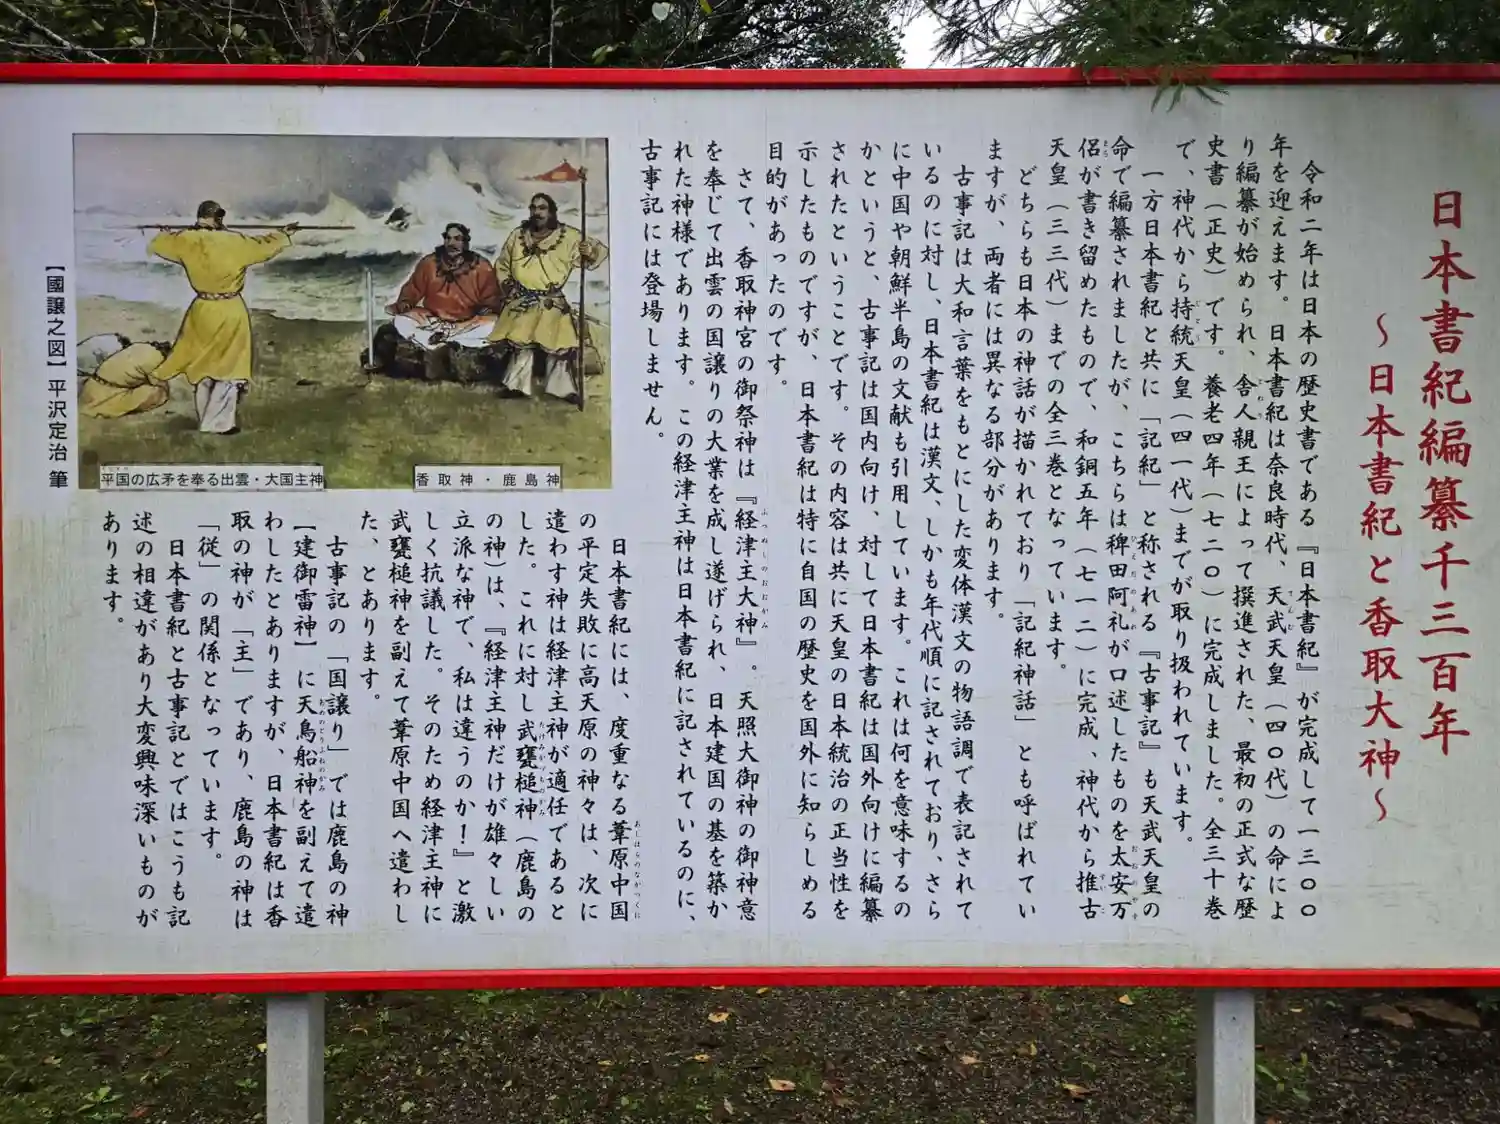 日本書紀編纂千三百年
～日本書紀と香取大神～
令和二年は日本の歴史書である『日本書紀』が完成して一三〇〇
年を迎えます。日本書紀は奈良時代、天武天皇（四〇代）の命によ
り編纂が始められ、舎人親王によって撰進された、最初の正式な歴
史書（正史）です。養老四年（七二〇）に完成しました。全三十巻
で、神代から持統天皇（四一代）までが取り扱われています。
一方日本書紀と共に「記紀」と称される『古事記』も天武天皇の
命で編纂されましたが、こちらは稗田阿礼が口述したものを太安万
侶が書き留めたもので、和銅五年（七一二）に完成、神代から推古
天皇（三三代）までの全三巻となっています。
どちらも日本の神話が描かれており「記紀神話」とも呼ばれてい
ますが、両者には異なる部分があります。
古事記は大和言葉をもとにした変体漢文の物語調で表記されて
いるのに対し、日本書紀は漢文、しかも年代順に記されており、さら
に中国や朝鮮半島の文献も引用しています。これは何を意味するの
かというと、古事記は国内向け、対して日本書紀は国外向けに編纂
されたということです。その内容は共に天皇の日本統治の正当性を
示したものですが、日本書紀は特に自国の歴史を国外に知らしめる
目的があったのです。
さて、香取神宮の御祭神は『経津主大神』。天照大御神の御神意
を奉じて出雲の国譲りの大業を成し遂げられ、日本建国の基を築か
れた神様であります。この経津主神は日本書紀に記されているのに、
古事記には登場しません。
日本書紀には、度重なる葦原中国
の平定失敗に高天原の神々は、次に
遣わす神は経津主神が適任であると
した。これに対し武甕槌神（鹿島の
の神）は、『経津主神だけが雄々しい
立派な神で、私は違うのか！』と激
しく抗議した。そのため経津主神に
武甕槌神を副えて葦原中国へ遣わし
た、とあります。
古事記の「国譲り」では鹿島の神
【建御雷神】に天鳥船神を副えて遣
わしたとありますが、日本書紀は香
取の神が「主」であり、鹿島の神は
「従」の関係となっています。
日本書紀と古事記とではこうも記
述の相違があり大変興味深いものが
あります。
平国の広矛を奉る出雲・大国主神
香取神・鹿島神
【國譲之図】平沢定治 筆